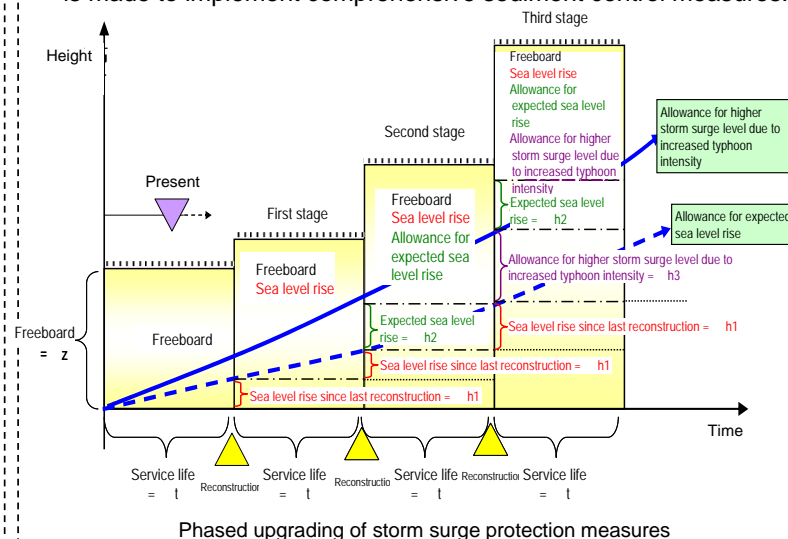 is made to implement comprehensive sediment control measures.
Third stage
Height
Freeboard
Sea level rise
Allowance for
expected sea level
rise
Allowance for higher
storm surge level due
to increased typhoon
intensity
Allowance for higher
storm surge level due to
increased typhoon
intensity
Second stage
Present
First stage
Freeboard
Sea level rise
Allowance for
expected sea
level rise
Expected sea level
rise = h2
Allowance for expected
sea level rise
Freeboard
Sea level rise
Allowance for higher storm surge level due to
increased typhoon intensity = h3
Freeboard
= z
Freeboard
Expected sea level
rise = h2
Sea level rise since last reconstruction = h1
Sea level rise since last reconstruction = h1
Sea level rise since last reconstruction = h1
Time
Service life
= t
Reconstruction
Service life
= t
Reconstructio
Service life
= t
Reconstruction
Service life
= t
Phased upgrading of storm surge protection measures